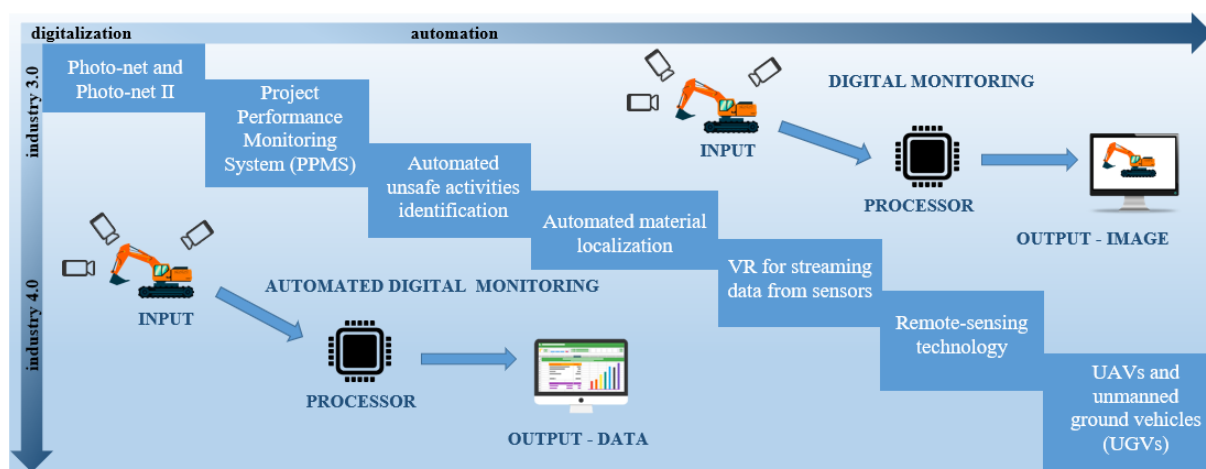 digitalization
automation
industry 3.0
industry 4.0
Photo-net and
Photo-net II
Project
Performance
Monitoring
System (PPMS)
Automated
unsafe activities
identification
Automated material
localization
VR for streaming
data from sensors
Remote-sensing
technology
UAVs and
unmanned
ground vehicles
(UGVs)
DIGITAL MONITORING
INPUT
PROCESSOR
OUTPUT - IMAGE
AUTOMATED DIGITAL MONITORING
INPUT
PROCESSOR
OUTPUT - DATA